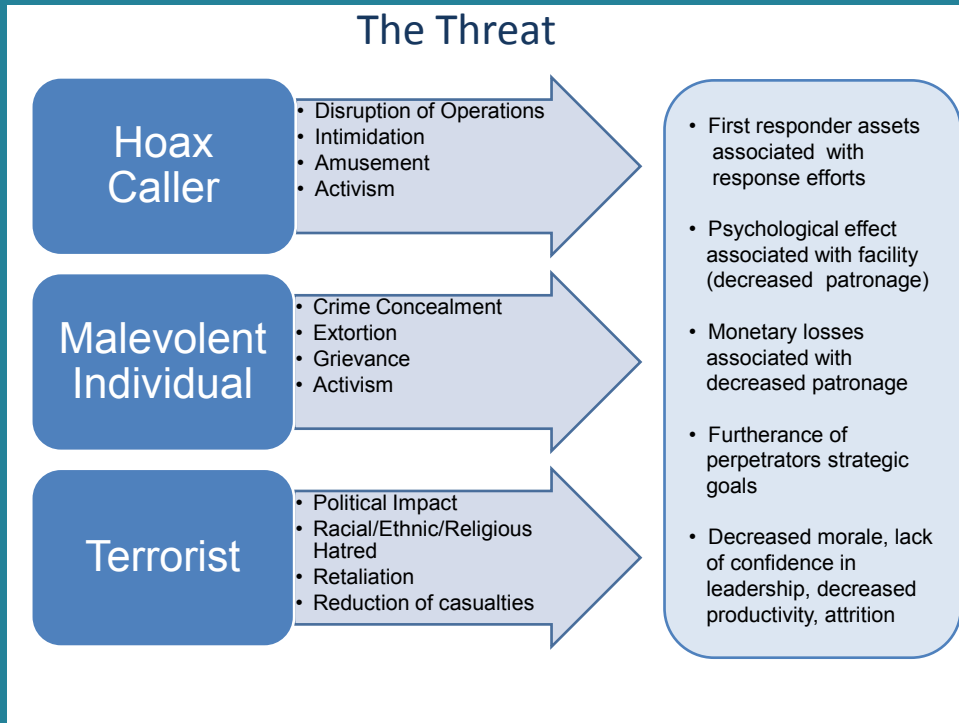 The Threat
Hoax
Caller
• Disruption of Operations
• Intimidation
• Amusement
• Activism
Malevolent
Individual
• Crime Concealment
• Extortion
• Grievance
• Activism
Terrorist
• Political Impact
• Racial/Ethnic/Religious
Hatred
• Retaliation
• Reduction of casualties
• First responder assets
associated with
response efforts
• Psychological effect
associated with facility
(decreased patronage)
• Monetary losses
associated with
decreased patronage
• Furtherance of
perpetrators strategic
goals
• Decreased morale, lack
of confidence in
leadership, decreased
productivity, attrition